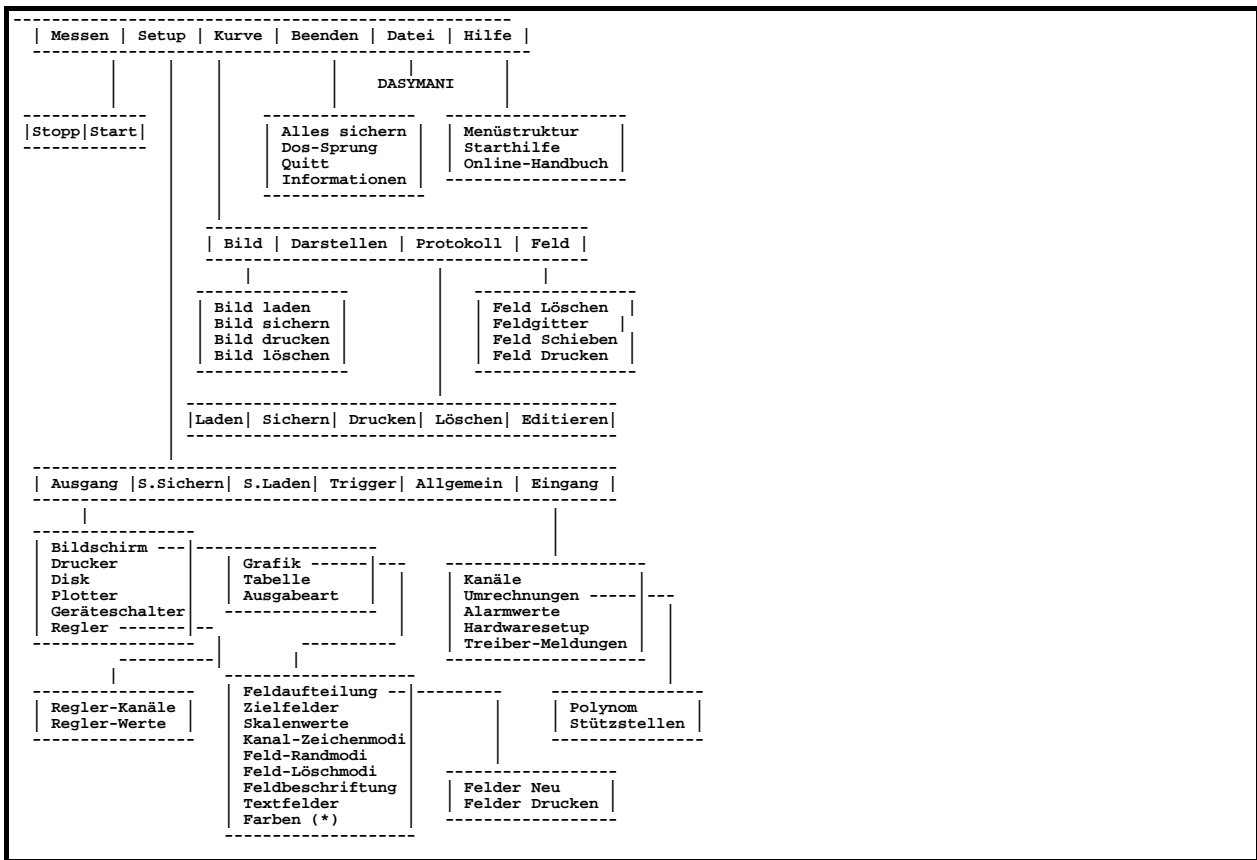 | Messen | Setup | Kurve | Beenden | Datei | Hilfe |
DASYMANI
|Stopp|Start|
| Alles sichern | | Menüstruktur |
| Dos-Sprung | | Starthilfe |
| Quitt | | Online-Handbuch |
| Informationen |
| Bild | Darstellen | Protokoll | Feld |
| Bild laden | | Feld Löschen |
| Bild sichern | | Feldgitter |
| Bild drucken | | Feld Schieben |
| Bild löschen | | Feld Drucken |
|Laden| Sichern| Drucken| Löschen| Editieren|
| Ausgang |S.Sichern| S.Laden| Trigger| Allgemein | Eingang |
| Bildschirm ---|
| Drucker | | Grafik ------|--- | Kanäle |
| Disk | | Tabelle | | Umrechnungen -----|---
| Plotter | | Ausgabeart | | Alarmwerte |
| Geräteschalter| | Hardwaresetup |
| Regler -------|-- | Treiber-Meldungen |
| Feldaufteilung --|
| Regler-Kanäle | | Zielfelder | | Polynom |
| Regler-Werte | | Skalenwerte | | Stützstellen |
| Kanal-Zeichenmodi|
| Feld-Randmodi |
| Feld-Löschmodi |
| Feldbeschriftung | | Felder Neu |
| Textfelder | | Felder Drucken |
| Farben (*) |